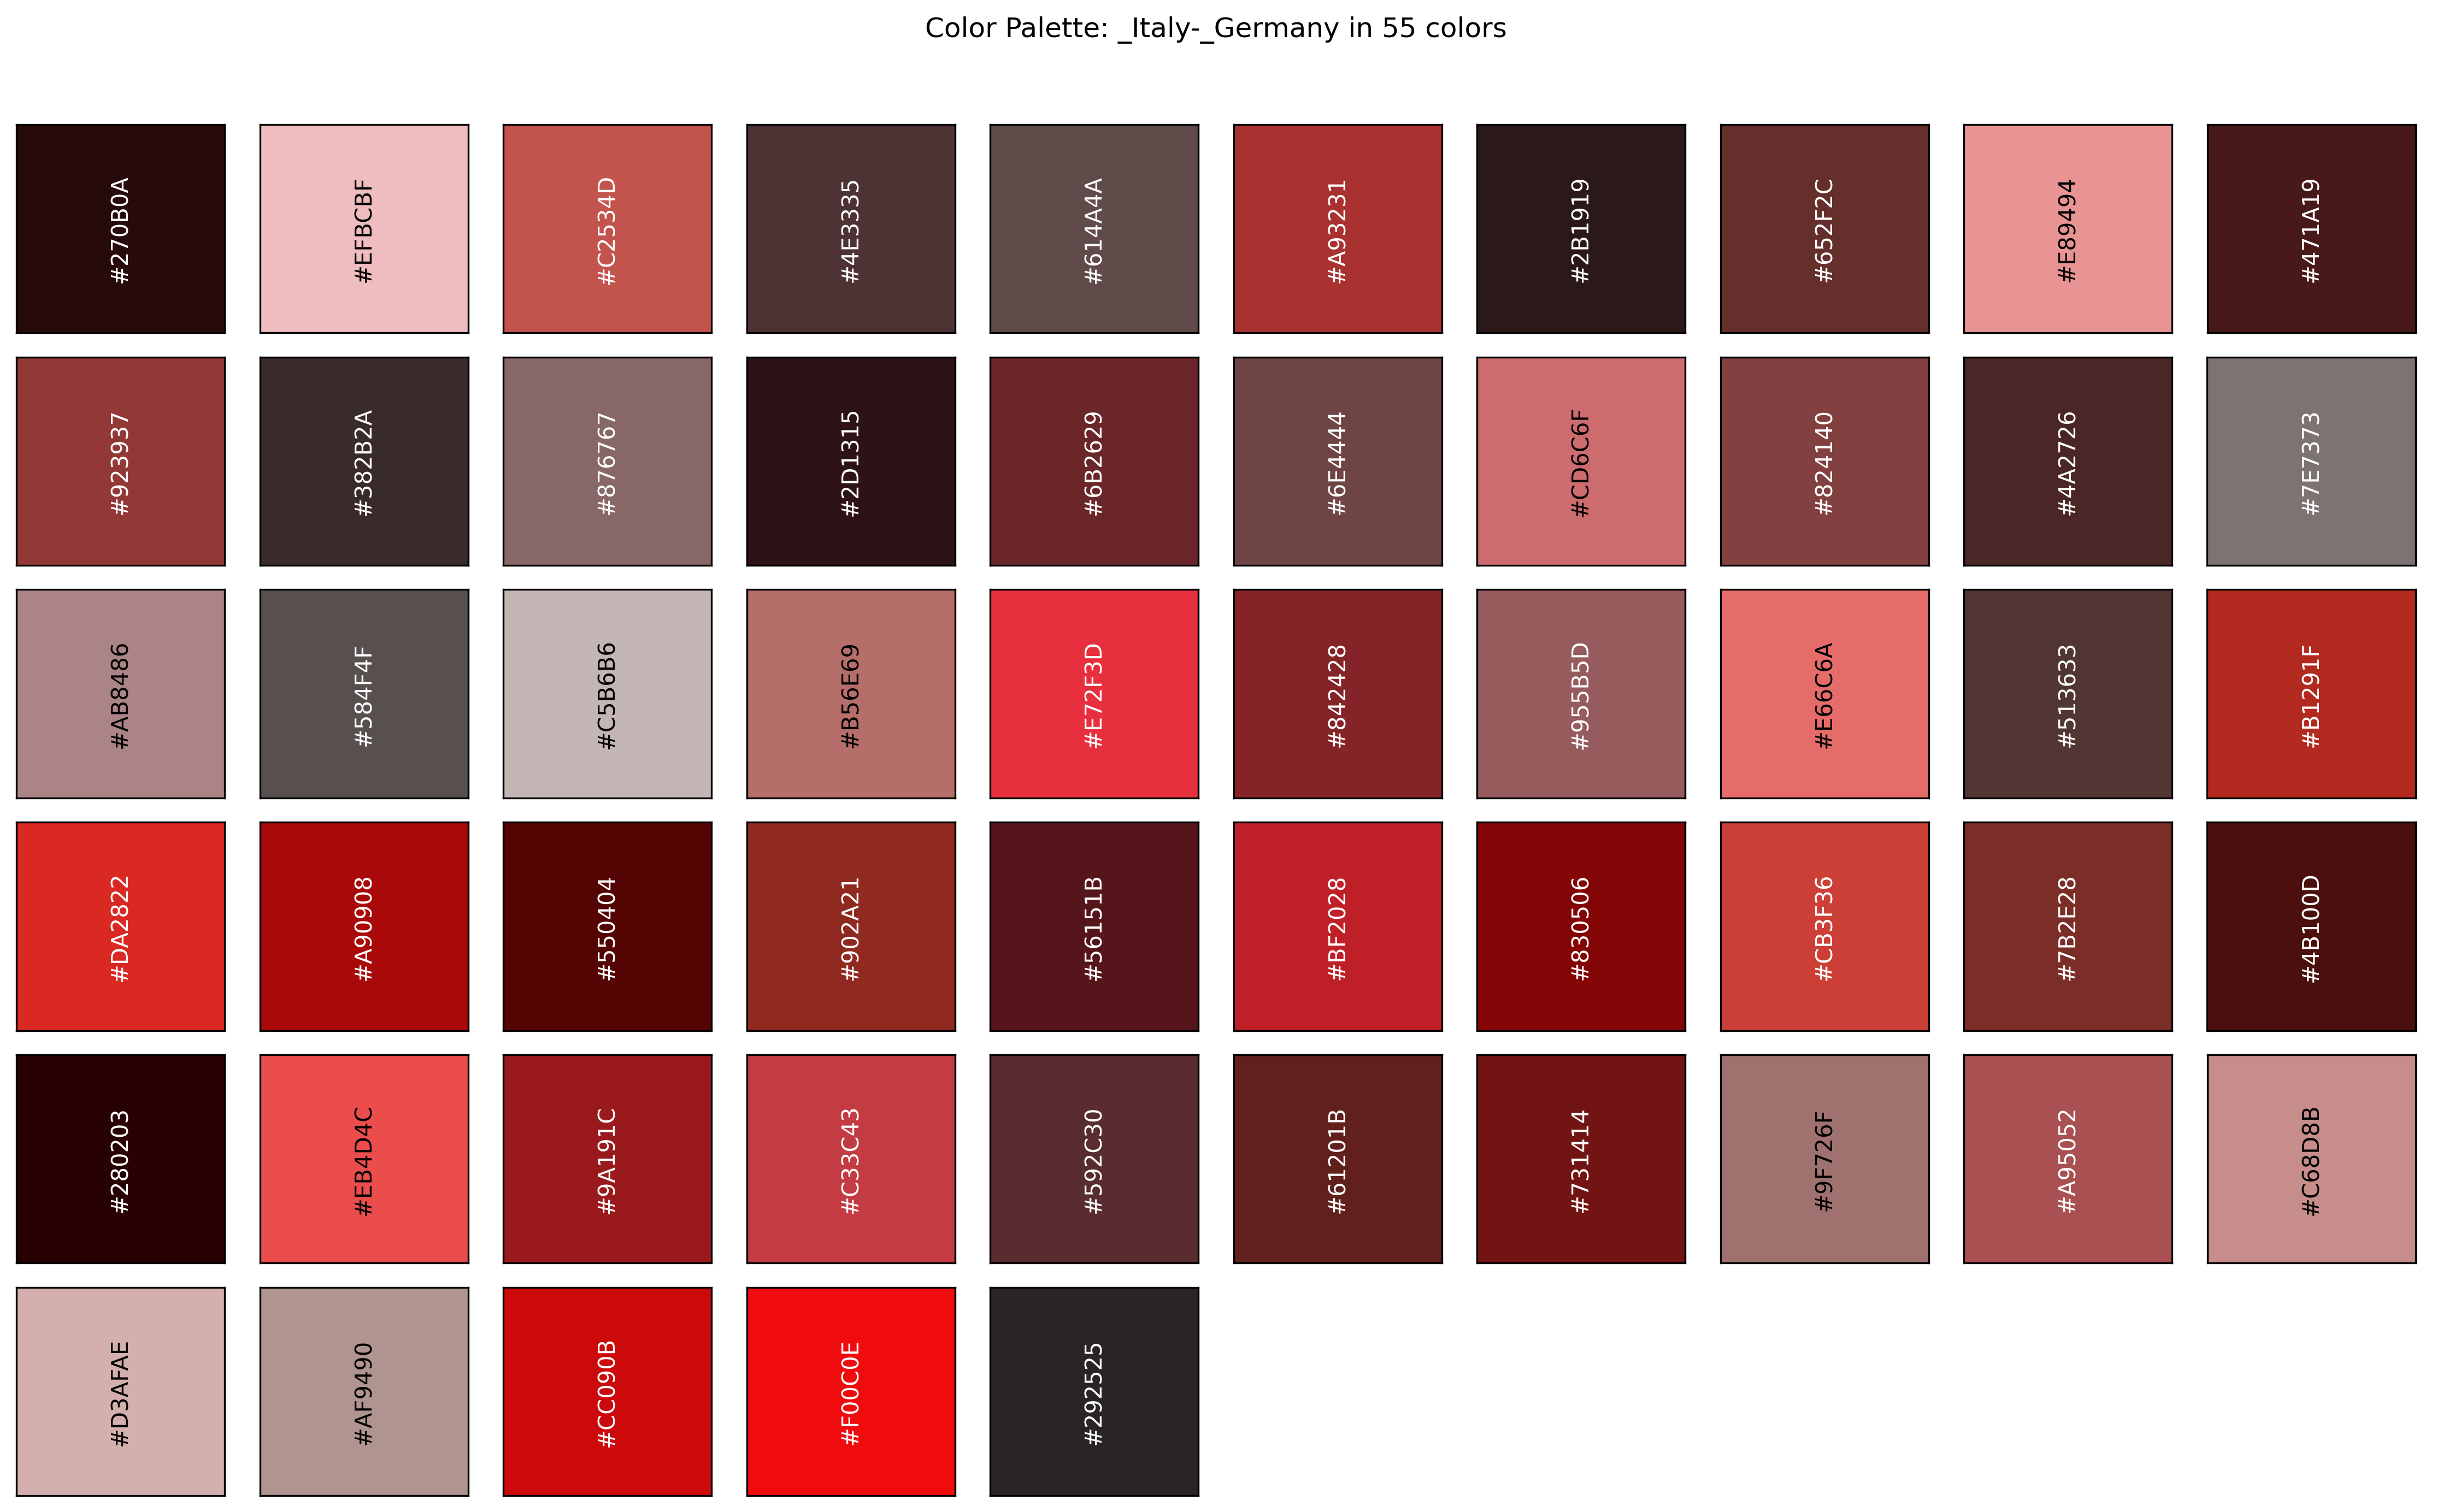 Color Palette: _Italy-_Germany in 55 colors
#270B0A
#EFBCBF
#C2534D
#4E3335
#614A4A
#A93231
#2B1919
#652F2C
#E89494
#471A19
#923937
#382B2A
#876767
#2D1315
#6B2629
#6E4444
#CD6C6F
#824140
#4A2726
#7E7373
#AB8486
#584F4F
#C5B6B6
#B56E69
#E72F3D
#842428
#955B5D
#E66C6A
#513633
#B1291F
#DA2822
#A90908
#550404
#902A21
#56151B
#BF2028
#830506
#CB3F36
#7B2E28
#4B100D
#280203
#EB4D4C
#9A191C
#C33C43
#592C30
#61201B
#731414
#9F726F
#A95052
#C68D8B
#D3AFAE
#AF9490
#CC090B
#F00C0E
#292525